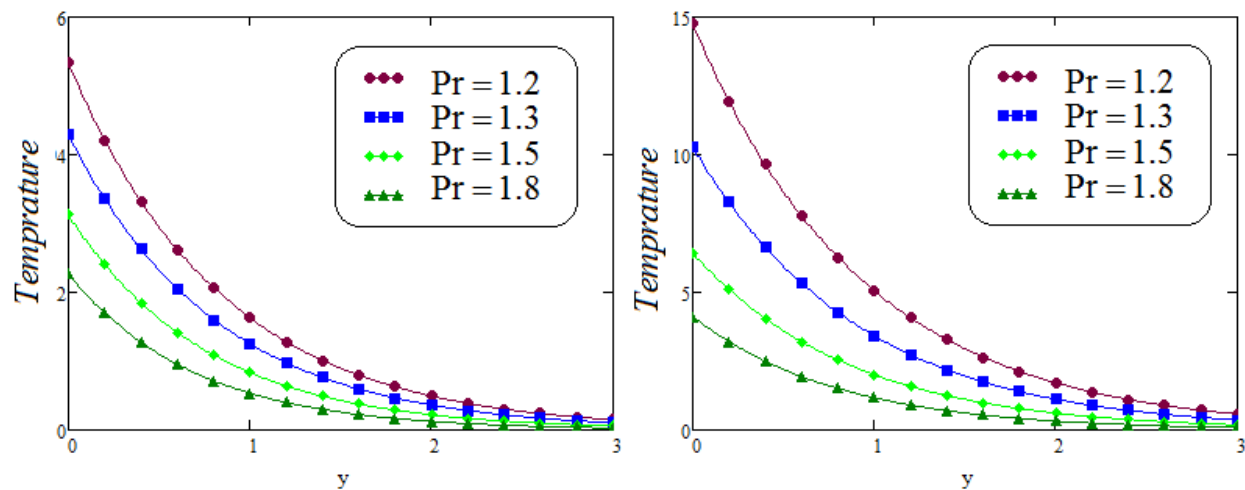 6
4
2
0
Temprature
Pr = 1.2
Pr = 1.3
Pr = 1.5
Pr = 1.8
0
1
2
3
y
15
10
5
0
Temprature
Pr = 1.2
Pr = 1.3
Pr = 1.5
Pr = 1.8
0
1
2
3
y